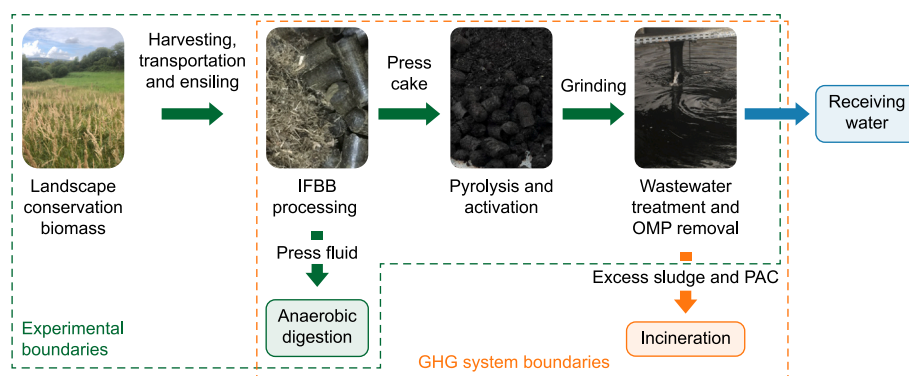 Harvesting,
transportation
and ensiling
Press
cake
Grinding
Receiving
water
Landscape
conservation
biomass
IFBB
processing
Pyrolysis and
activation
Wastewater
treatment and
OMP removal
Press fluid
Excess sludge and PAC
Anaerobic
digestion
Incineration
Experimental
boundaries
GHG system boundaries